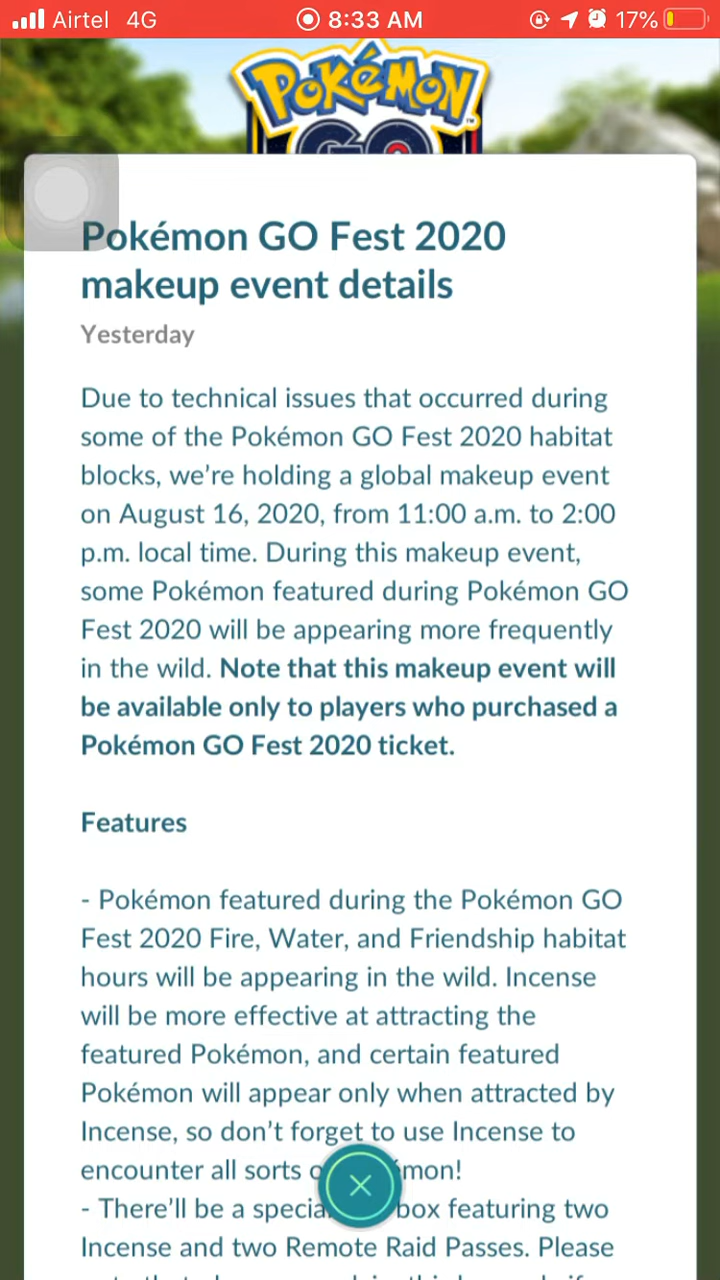 Airtel 4G 8:33 AM 17%
POKÉMON
GO
Pokémon GO Fest 2020
makeup event details
Yesterday
Due to technical issues that occurred during
some of the Pokémon GO Fest 2020 habitat
blocks, we’re holding a global makeup event
on August 16, 2020, from 11:00 a.m. to 2:00
p.m. local time. During this makeup event,
some Pokémon featured during Pokémon GO
Fest 2020 will be appearing more frequently
in the wild. Note that this makeup event will
be available only to players who purchased a
Pokémon GO Fest 2020 ticket.
Features
- Pokémon featured during the Pokémon GO
Fest 2020 Fire, Water, and Friendship habitat
hours will be appearing in the wild. Incense
will be more effective at attracting the
featured Pokémon, and certain featured
Pokémon will appear only when attracted by
Incense, so don’t forget to use Incense to
encounter all sorts mon!
- There’ll be a specia box featuring two
Incense and two Remote Raid Passes. Please